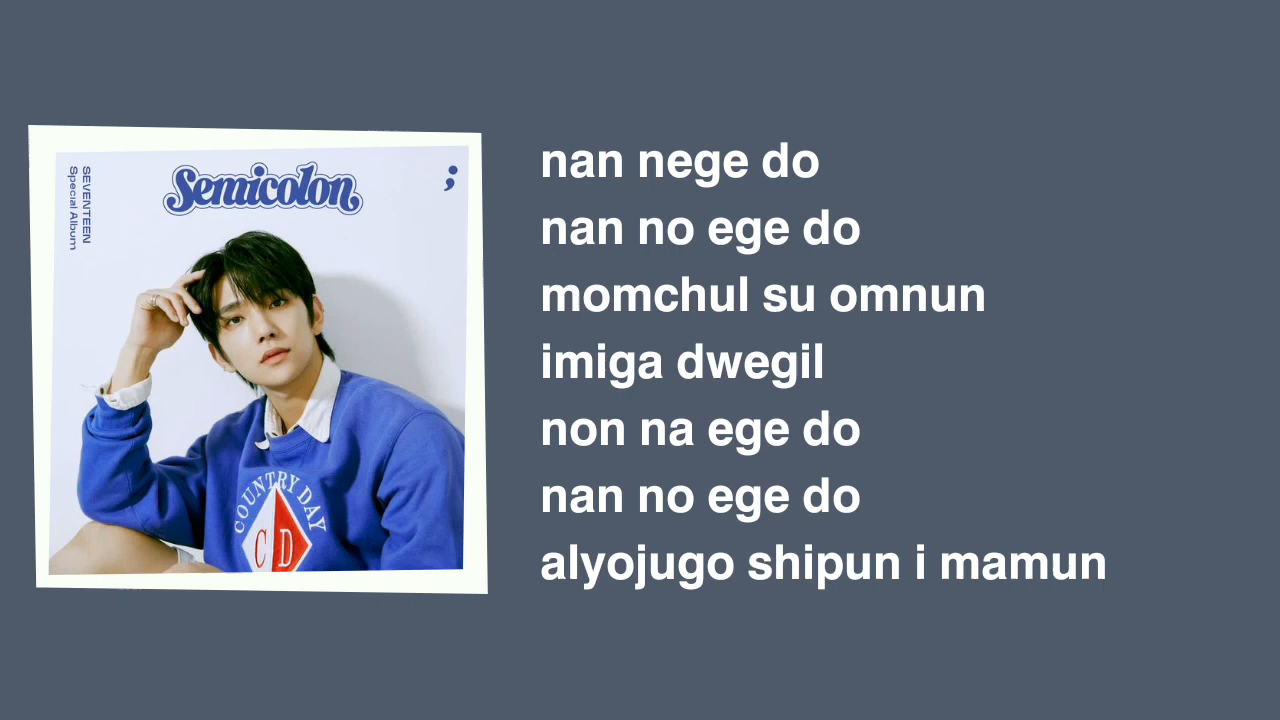 Semicolon
;
SEVENTEEN
Special Album
COUNTRY DAY
C D
nan nege do
nan no ege do
momchul su omnun
imiga dwegil
non na ege do
nan no ege do
alyojugo shipun i mamun